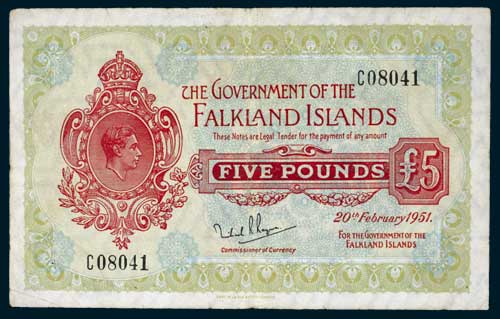 C08041
THE GOVERNMENT OF THE
FALKLAND ISLANDS
These Notes are Legal Tender for the payment of any amount
FIVE POUNDS £5
20th February 1951.
Commissioner of Currency
FOR THE GOVERNMENT OF THE
FALKLAND ISLANDS
C08041